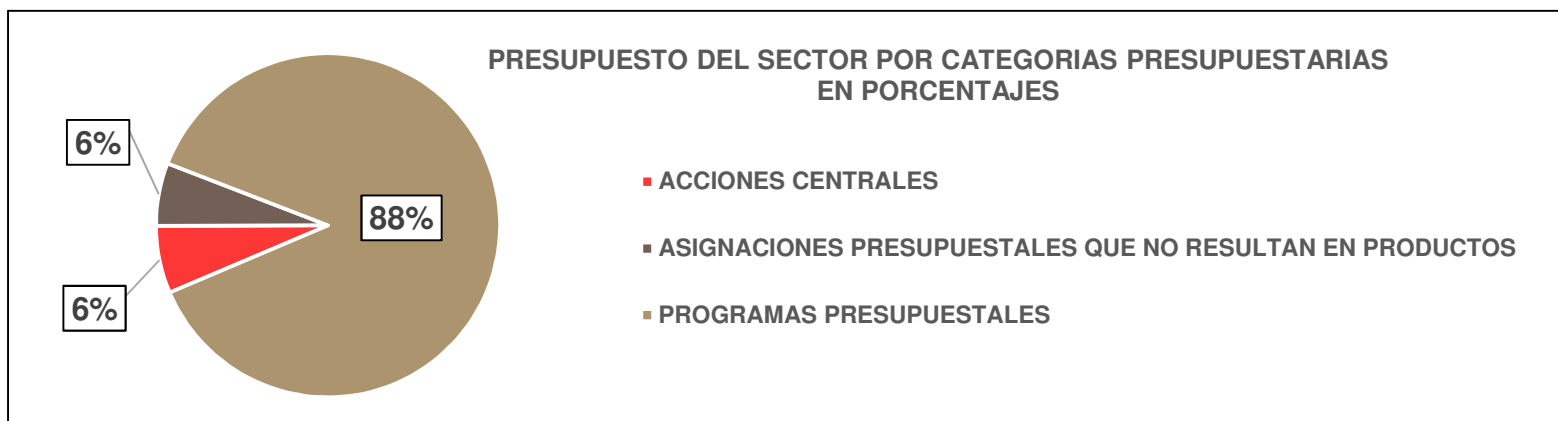 PRESUPUESTO DEL SECTOR POR CATEGORIAS PRESUPUESTARIAS
EN PORCENTAJES
6%
88%
6%
ACCIONES CENTRALES
ASIGNACIONES PRESUPUESTALES QUE NO RESULTAN EN PRODUCTOS
PROGRAMAS PRESUPUESTALES